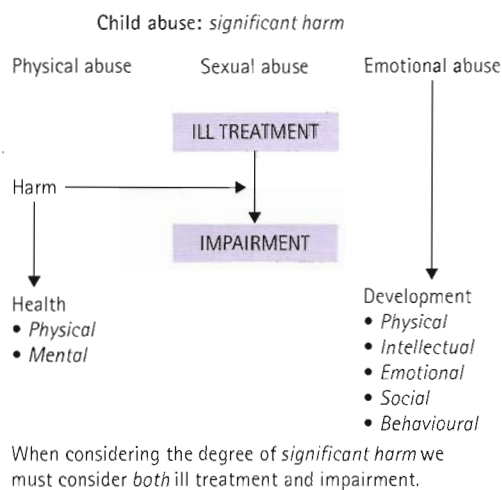 Child abuse: significant harm
Physical abuse
Sexual abuse
Emotional abuse
ILL TREATMENT
Harm
IMPAIRMENT
Health
• Physical
• Mental
Development
• Physical
• Intellectual
• Emotional
• Social
• Behavioural
When considering the degree of significant harm we
must consider both ill treatment and impairment.